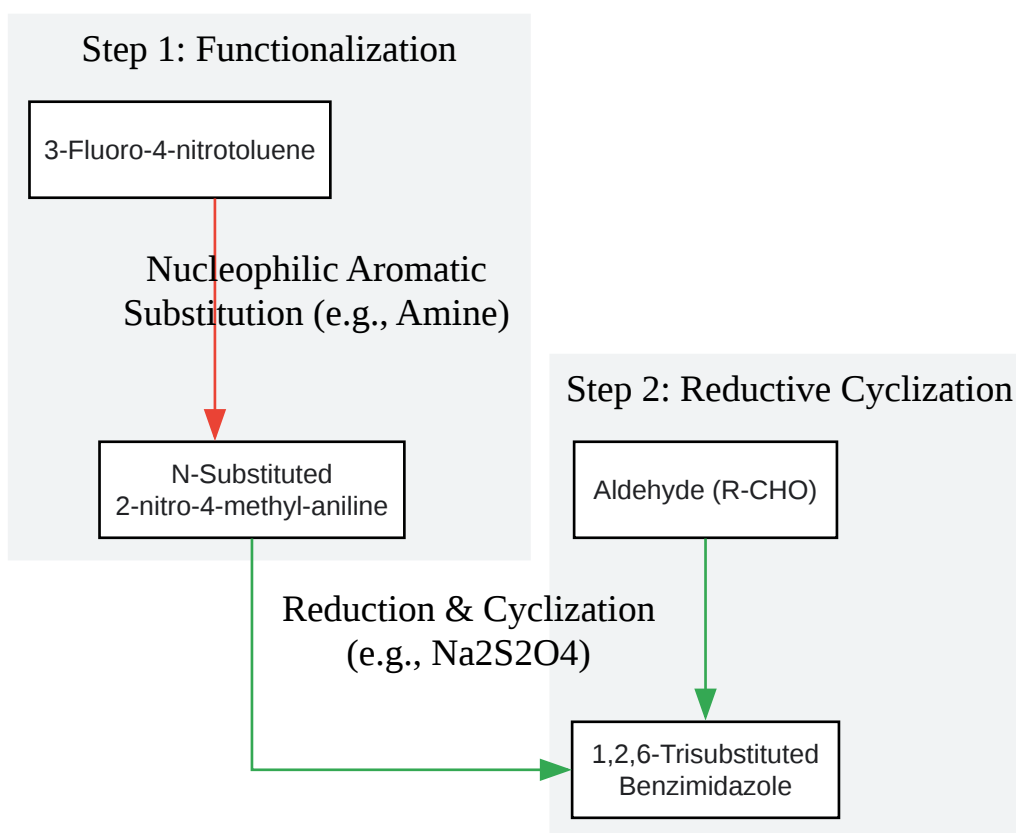 Step 1: Functionalization
3-Fluoro-4-nitrotoluene
Nucleophilic Aromatic
Substitution (e.g., Amine)
N-Substituted
2-nitro-4-methyl-aniline
Step 2: Reductive Cyclization
Aldehyde (R-CHO)
Reduction & Cyclization
(e.g., Na2S2O4)
1,2,6-Trisubstituted
Benzimidazole